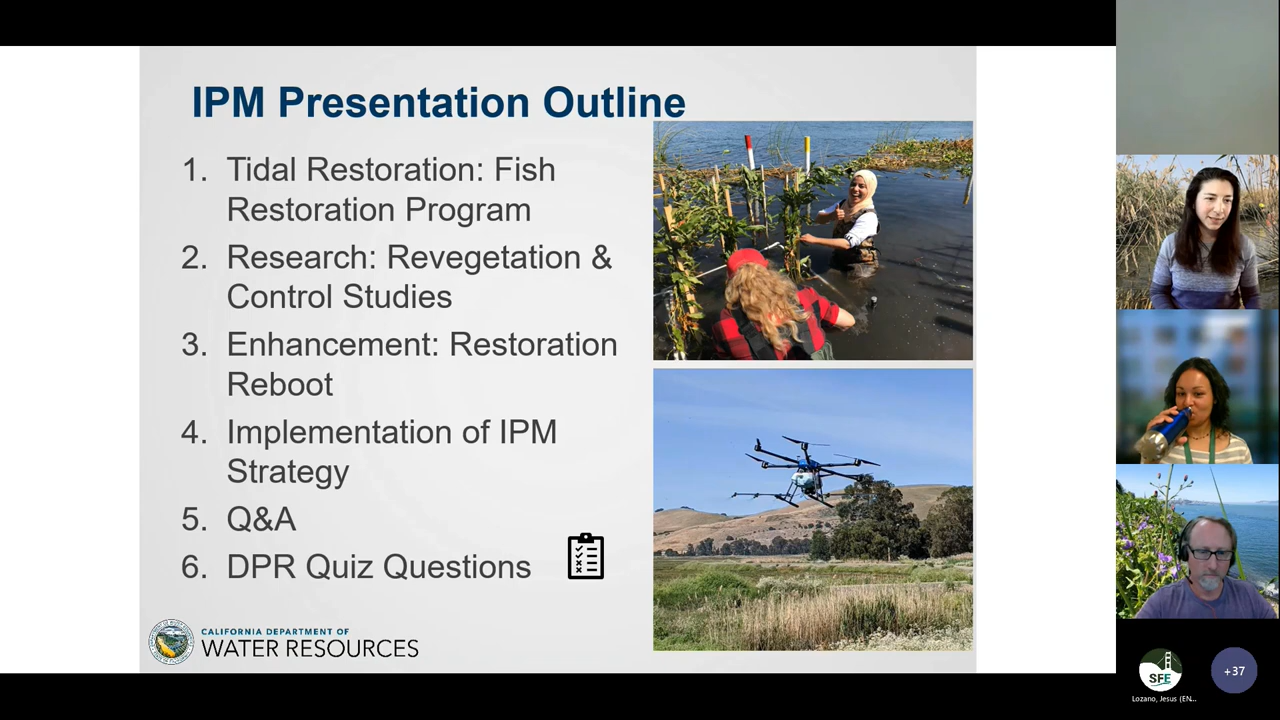 IPM Presentation Outline
1. Tidal Restoration: Fish
Restoration Program
2. Research: Revegetation &
Control Studies
3. Enhancement: Restoration
Reboot
4. Implementation of IPM
Strategy
5. Q&A
6. DPR Quiz Questions
CALIFORNIA DEPARTMENT OF
WATER RESOURCES
SFE
Lozano, Jesus (EN...
+37